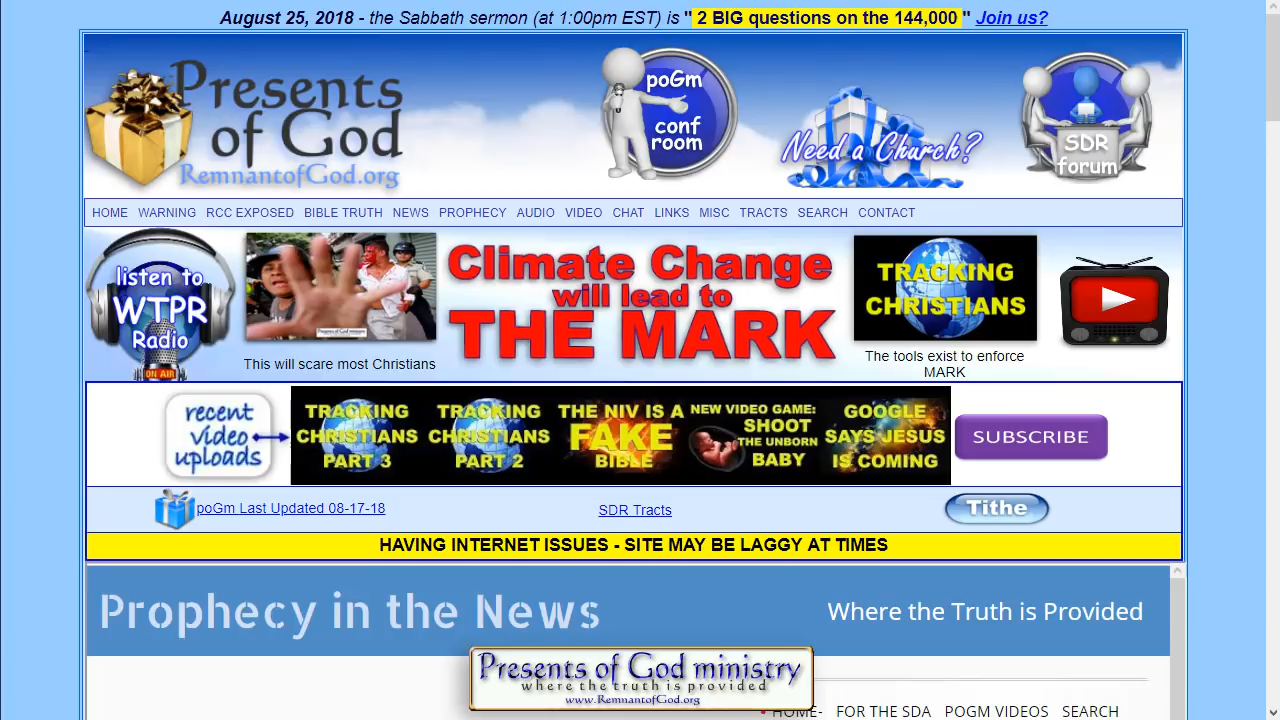 August 25, 2018 - the Sabbath sermon (at 1:00pm EST) is " 2 BIG questions on the 144,000 " Join us?
Presents
of God
RemnantofGod.org
poGm
conf
room
Need a Church?
SDR
forum
HOME WARNING RCC EXPOSED BIBLE TRUTH NEWS PROPHECY AUDIO VIDEO CHAT LINKS MISC TRACTS SEARCH CONTACT
listen to
WTPR
Radio
ON AIR
This will scare most Christians
Climate Change
will lead to
THE MARK
TRACKING
CHRISTIANS
The tools exist to enforce
MARK
recent
video
uploads
TRACKING
CHRISTIANS
PART 3
TRACKING
CHRISTIANS
PART 2
THE NIV IS A
FAKE
BIBLE
NEW VIDEO GAME:
SHOOT
THE UNBORN
BABY
GOOGLE
SAYS JESUS
IS COMING
SUBSCRIBE
poGm Last Updated 08-17-18
SDR Tracts
Tithe
HAVING INTERNET ISSUES - SITE MAY BE LAGGY AT TIMES
Prophecy in the News
Where the Truth is Provided
Presents of God ministry
where the truth is provided
www.RemnantofGod.org
HOME- FOR THE SDA POGM VIDEOS SEARCH